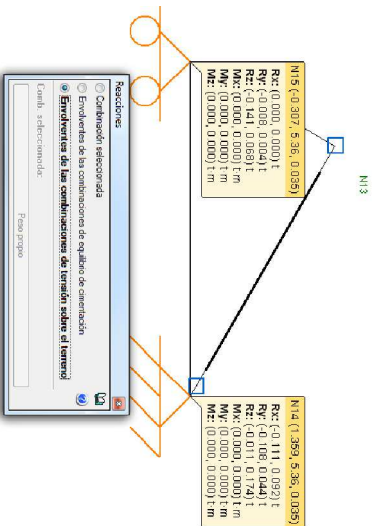 N13
N15 (-0.307, 5.36, 0.035)
Rx: (0.000, 0.000) t
Ry: (-0.008, 0.004) t
Rz: (-0.141, 0.068) t
Mx: (0.000, 0.000) t·m
My: (0.000, 0.000) t·m
Mz: (0.000, 0.000) t·m
N14 (1.359, 5.36, 0.035)
Rx: (-0.111, 0.092) t
Ry: (-0.108, 0.044) t
Rz: (-0.011, 0.174) t
Mx: (0.000, 0.000) t·m
My: (0.000, 0.000) t·m
Mz: (0.000, 0.000) t·m
Reacciones
Combinación seleccionada
Envolventes de las combinaciones de equilibrio de cimentación
Envolventes de las combinaciones de tensión sobre el terreno
Comb. seleccionada:
Peso propio